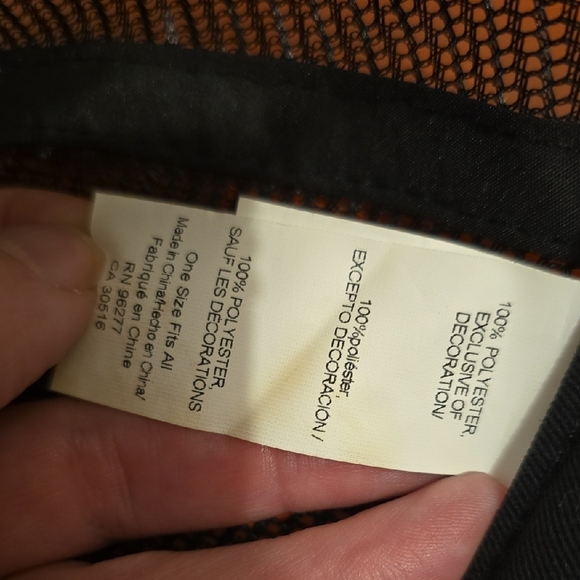 100% POLYESTER,
EXCLUSIVE OF
DECORATION/
100%poliéster,
EXCEPTO DECORACIÓN /
100% POLYESTER,
SAUF LES DECORATIONS
One Size Fits All
Made in China/Hecho en China/
Fabriqué en Chine
RN 96277
CA 30516